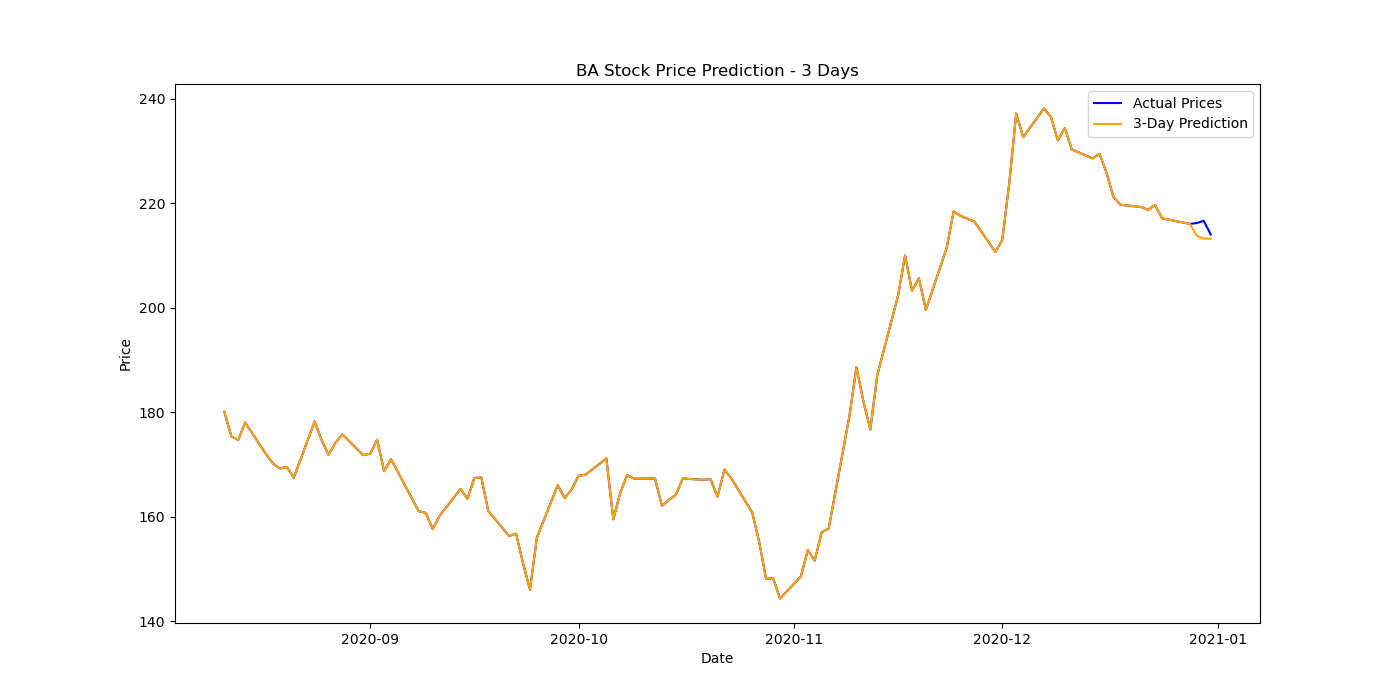 BA Stock Price Prediction - 3 Days
Actual Prices
3-Day Prediction
Price
240
220
200
180
160
140
2020-09
2020-10
2020-11
2020-12
2021-01
Date